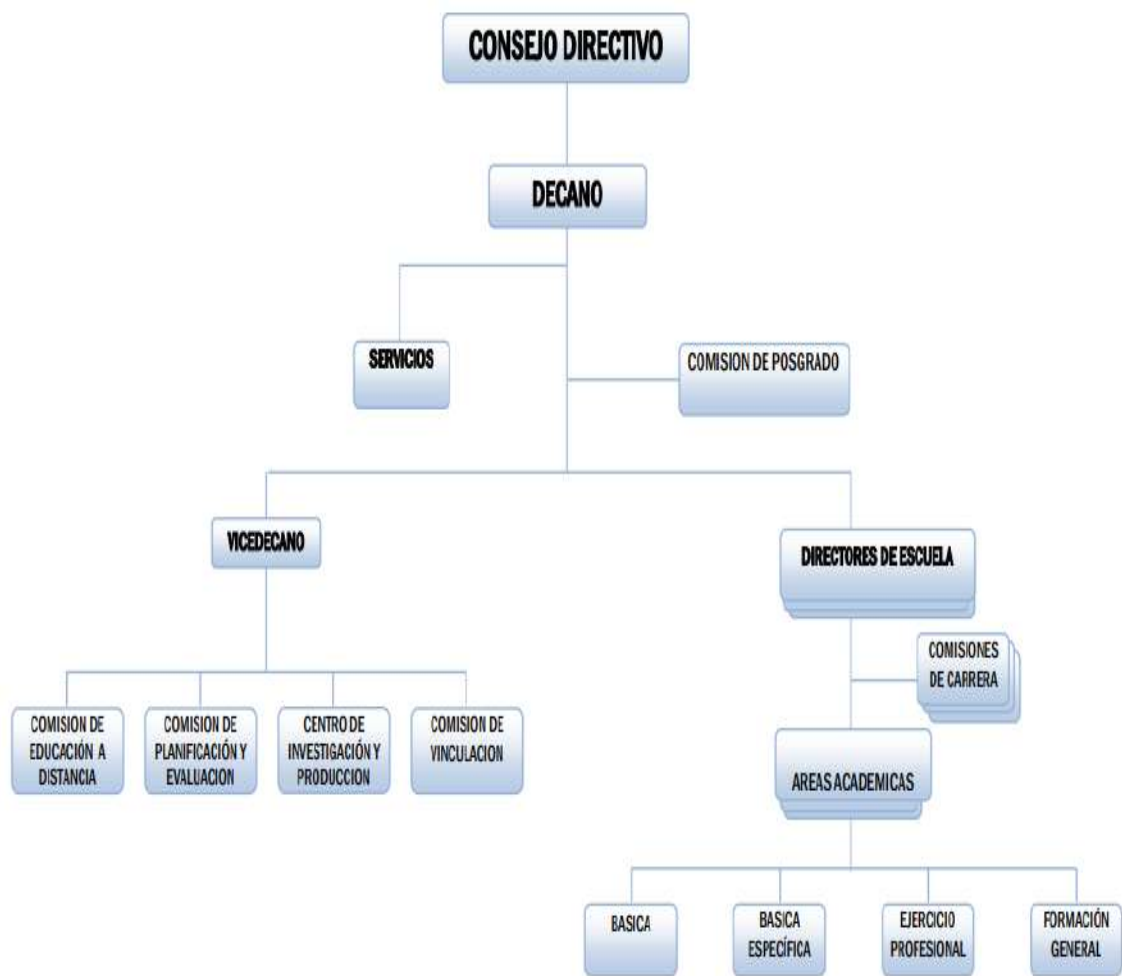 CONSEJO DIRECTIVO
DECANO
SERVICIOS
COMISION DE POSGRADO
VICEDECANO
DIRECTORES DE ESCUELA
COMISIONES
DE CARRERA
COMISION DE
EDUCACIÓN A
DISTANCIA
COMISION DE
PLANIFICACIÓN Y
EVALUACION
CENTRO DE
INVESTIGACIÓN Y
PRODUCCION
COMISION DE
VINCULACION
AREAS ACADEMICAS
BASICA
BASICA
ESPECÍFICA
EJERCICIO
PROFESIONAL
FORMACIÓN
GENERAL